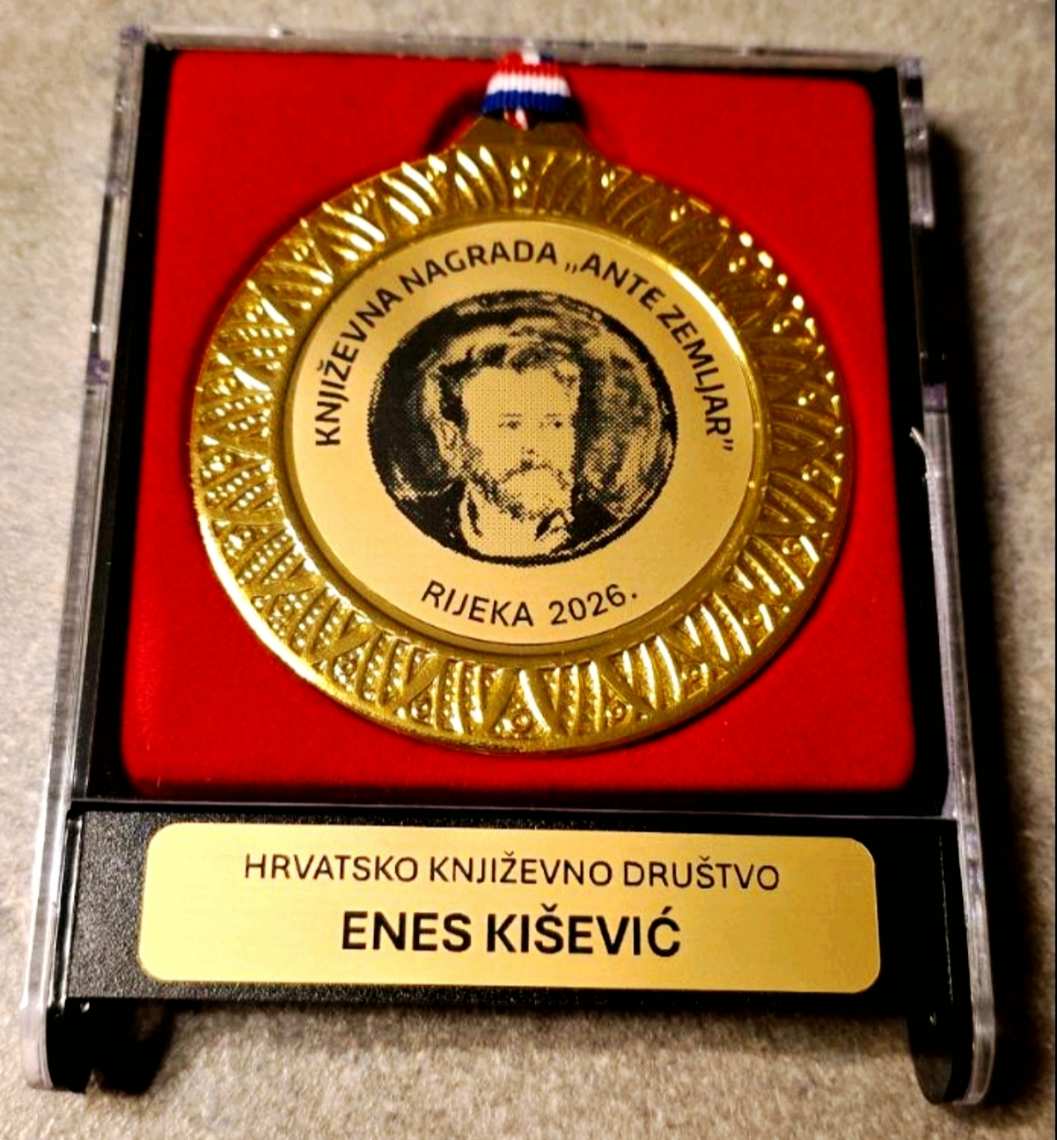 KNJIŽEVNA NAGRADA „ANTE ZEMLJAR"
RIJEKA 2026.
HRVATSKO KNJIŽEVNO DRUŠTVO
ENES KIŠEVIĆ